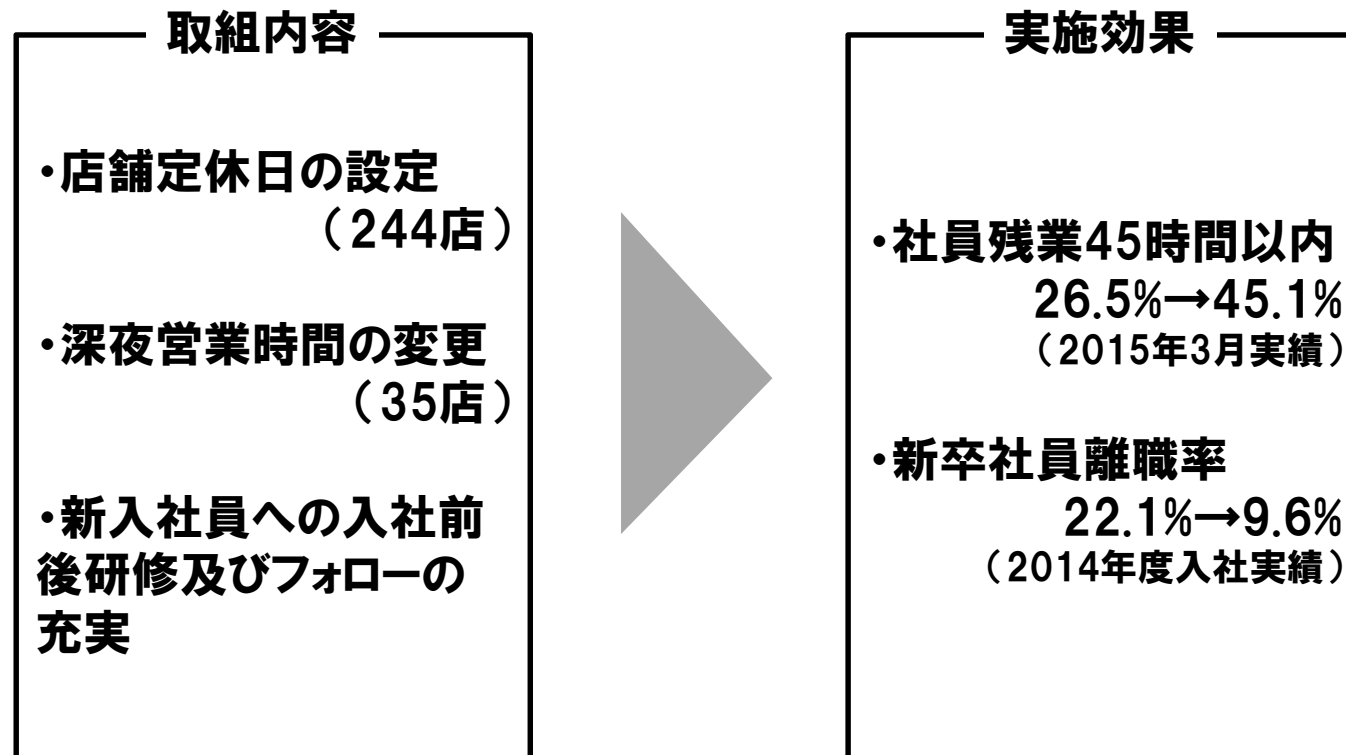 取組内容
・店舗定休日の設定
（244店）
・深夜営業時間の変更
（35店）
・新入社員への入社前
後研修及びフォローの
充実
実施効果
・社員残業45時間以内
26.5%→45.1%
（2015年3月実績）
・新卒社員離職率
22.1%→9.6%
（2014年度入社実績）